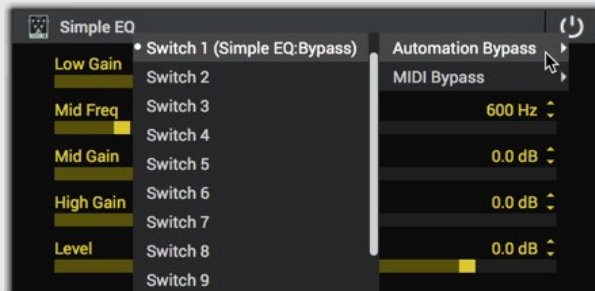 Simple EQ
Low Gain
Switch 1 (Simple EQ:Bypass)
Automation Bypass
Switch 2
MIDI Bypass
Mid Freq
Switch 3
600 Hz
Switch 4
Mid Gain
Switch 5
0.0 dB
Switch 6
High Gain
Switch 7
0.0 dB
Level
Switch 8
0.0 dB
Switch 9